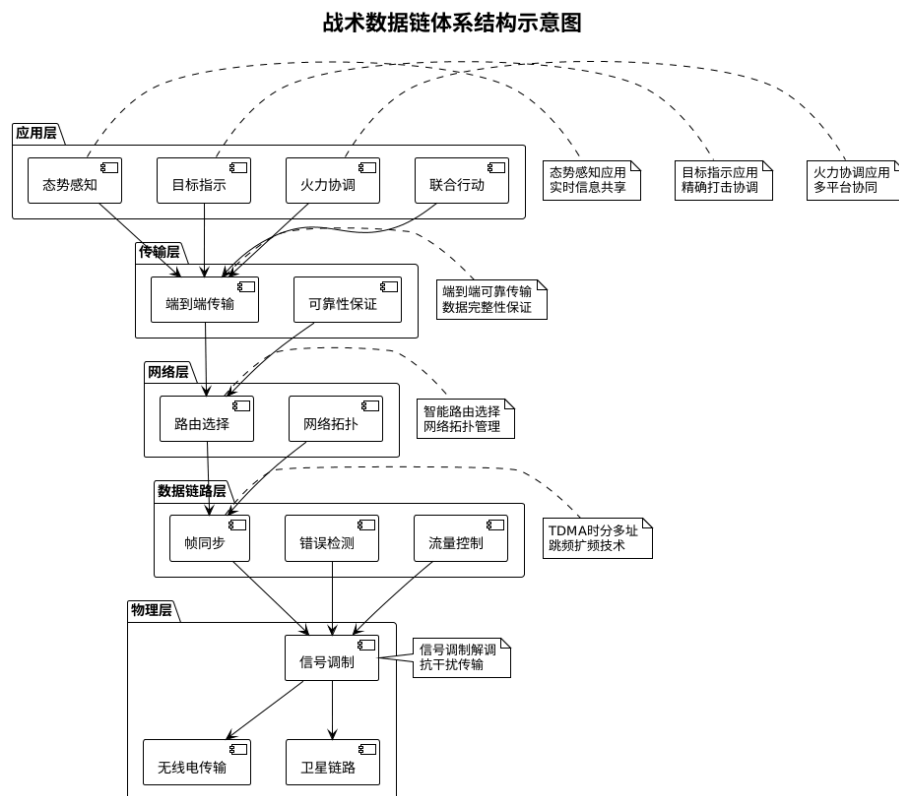 战术数据链体系结构示意图
应用层
态势感知
目标指示
火力协调
联合行动
态势感知应用
实时信息共享
目标指示应用
精确打击协调
火力协调应用
多平台协同
传输层
端到端传输
可靠性保证
端到端可靠传输
数据完整性保证
网络层
路由选择
网络拓扑
智能路由选择
网络拓扑管理
数据链路层
帧同步
错误检测
流量控制
TDMA时分多址
跳频扩频技术
物理层
信号调制
信号调制解调
抗干扰传输
无线电传输
卫星链路